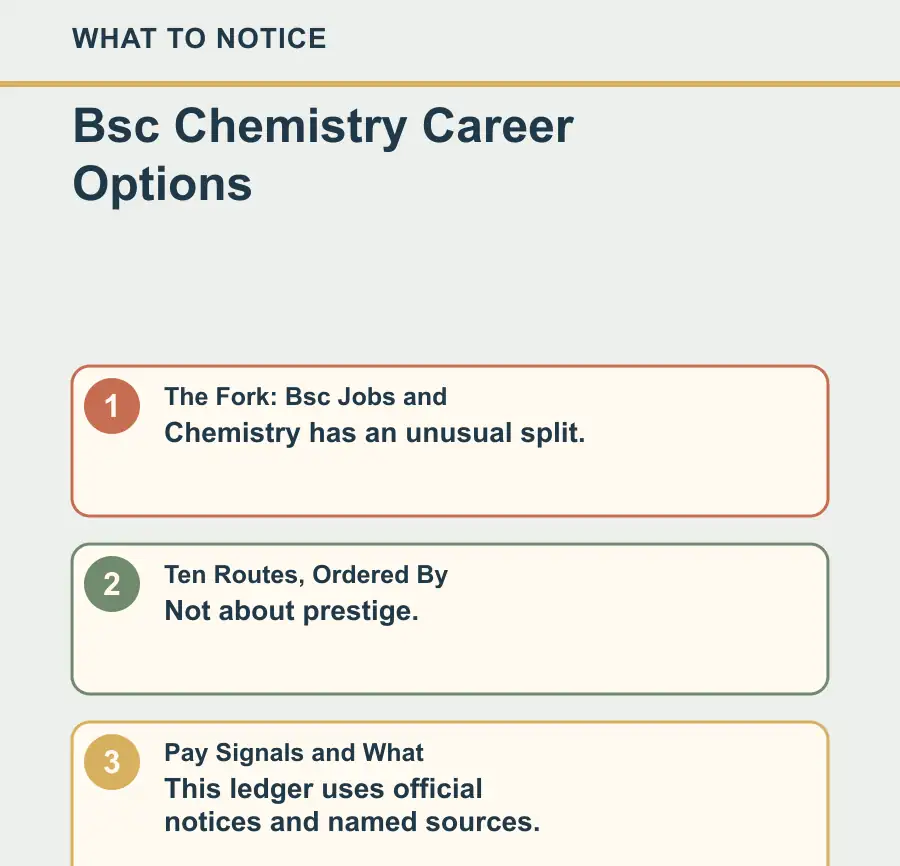 WHAT TO NOTICE
Bsc Chemistry Career
Options
1
The Fork: Bsc Jobs and
Chemistry has an unusual split.
2
Ten Routes, Ordered By
Not about prestige.
3
Pay Signals and What
This ledger uses official
notices and named sources.